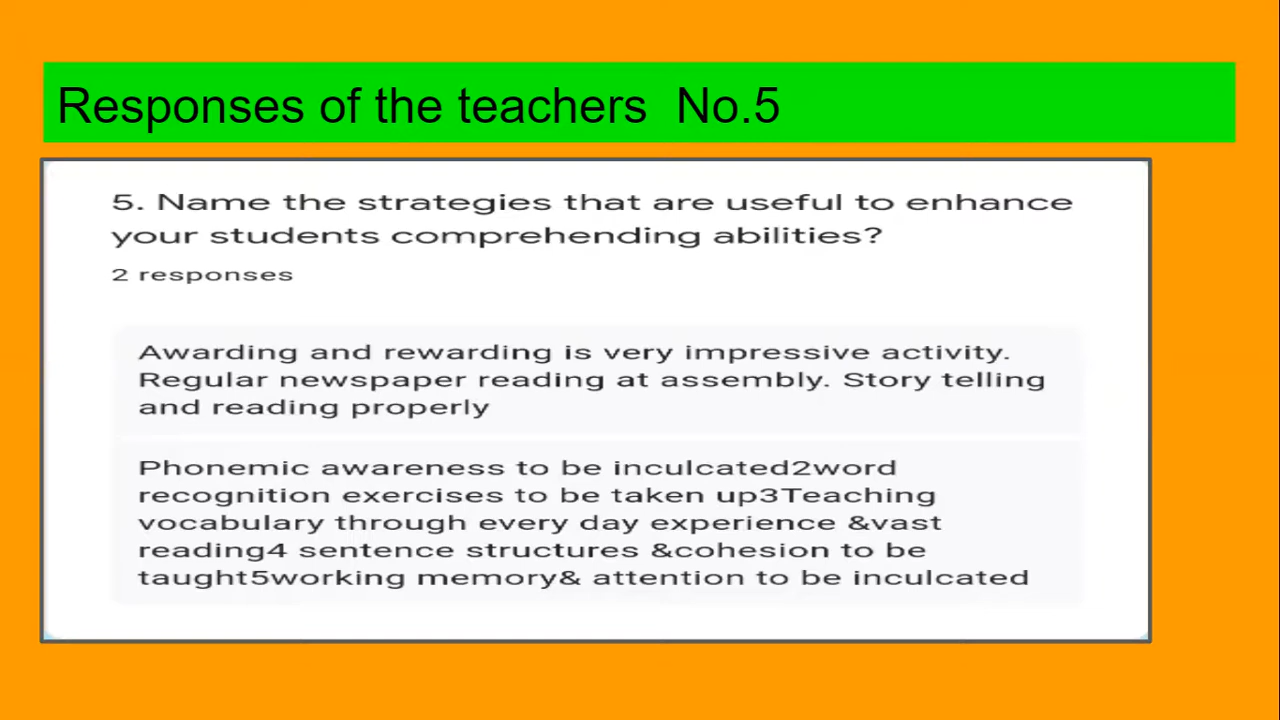 Responses of the teachers  No.5
5. Name the strategies that are useful to enhance
your students comprehending abilities?
2 responses
Awarding and rewarding is very impressive activity.
Regular newspaper reading at assembly. Story telling
and reading properly
Phonemic awareness to be inculcated2word
recognition exercises to be taken up3Teaching
vocabulary through every day experience &vast
reading4 sentence structures &cohesion to be
taught5working memory& attention to be inculcated